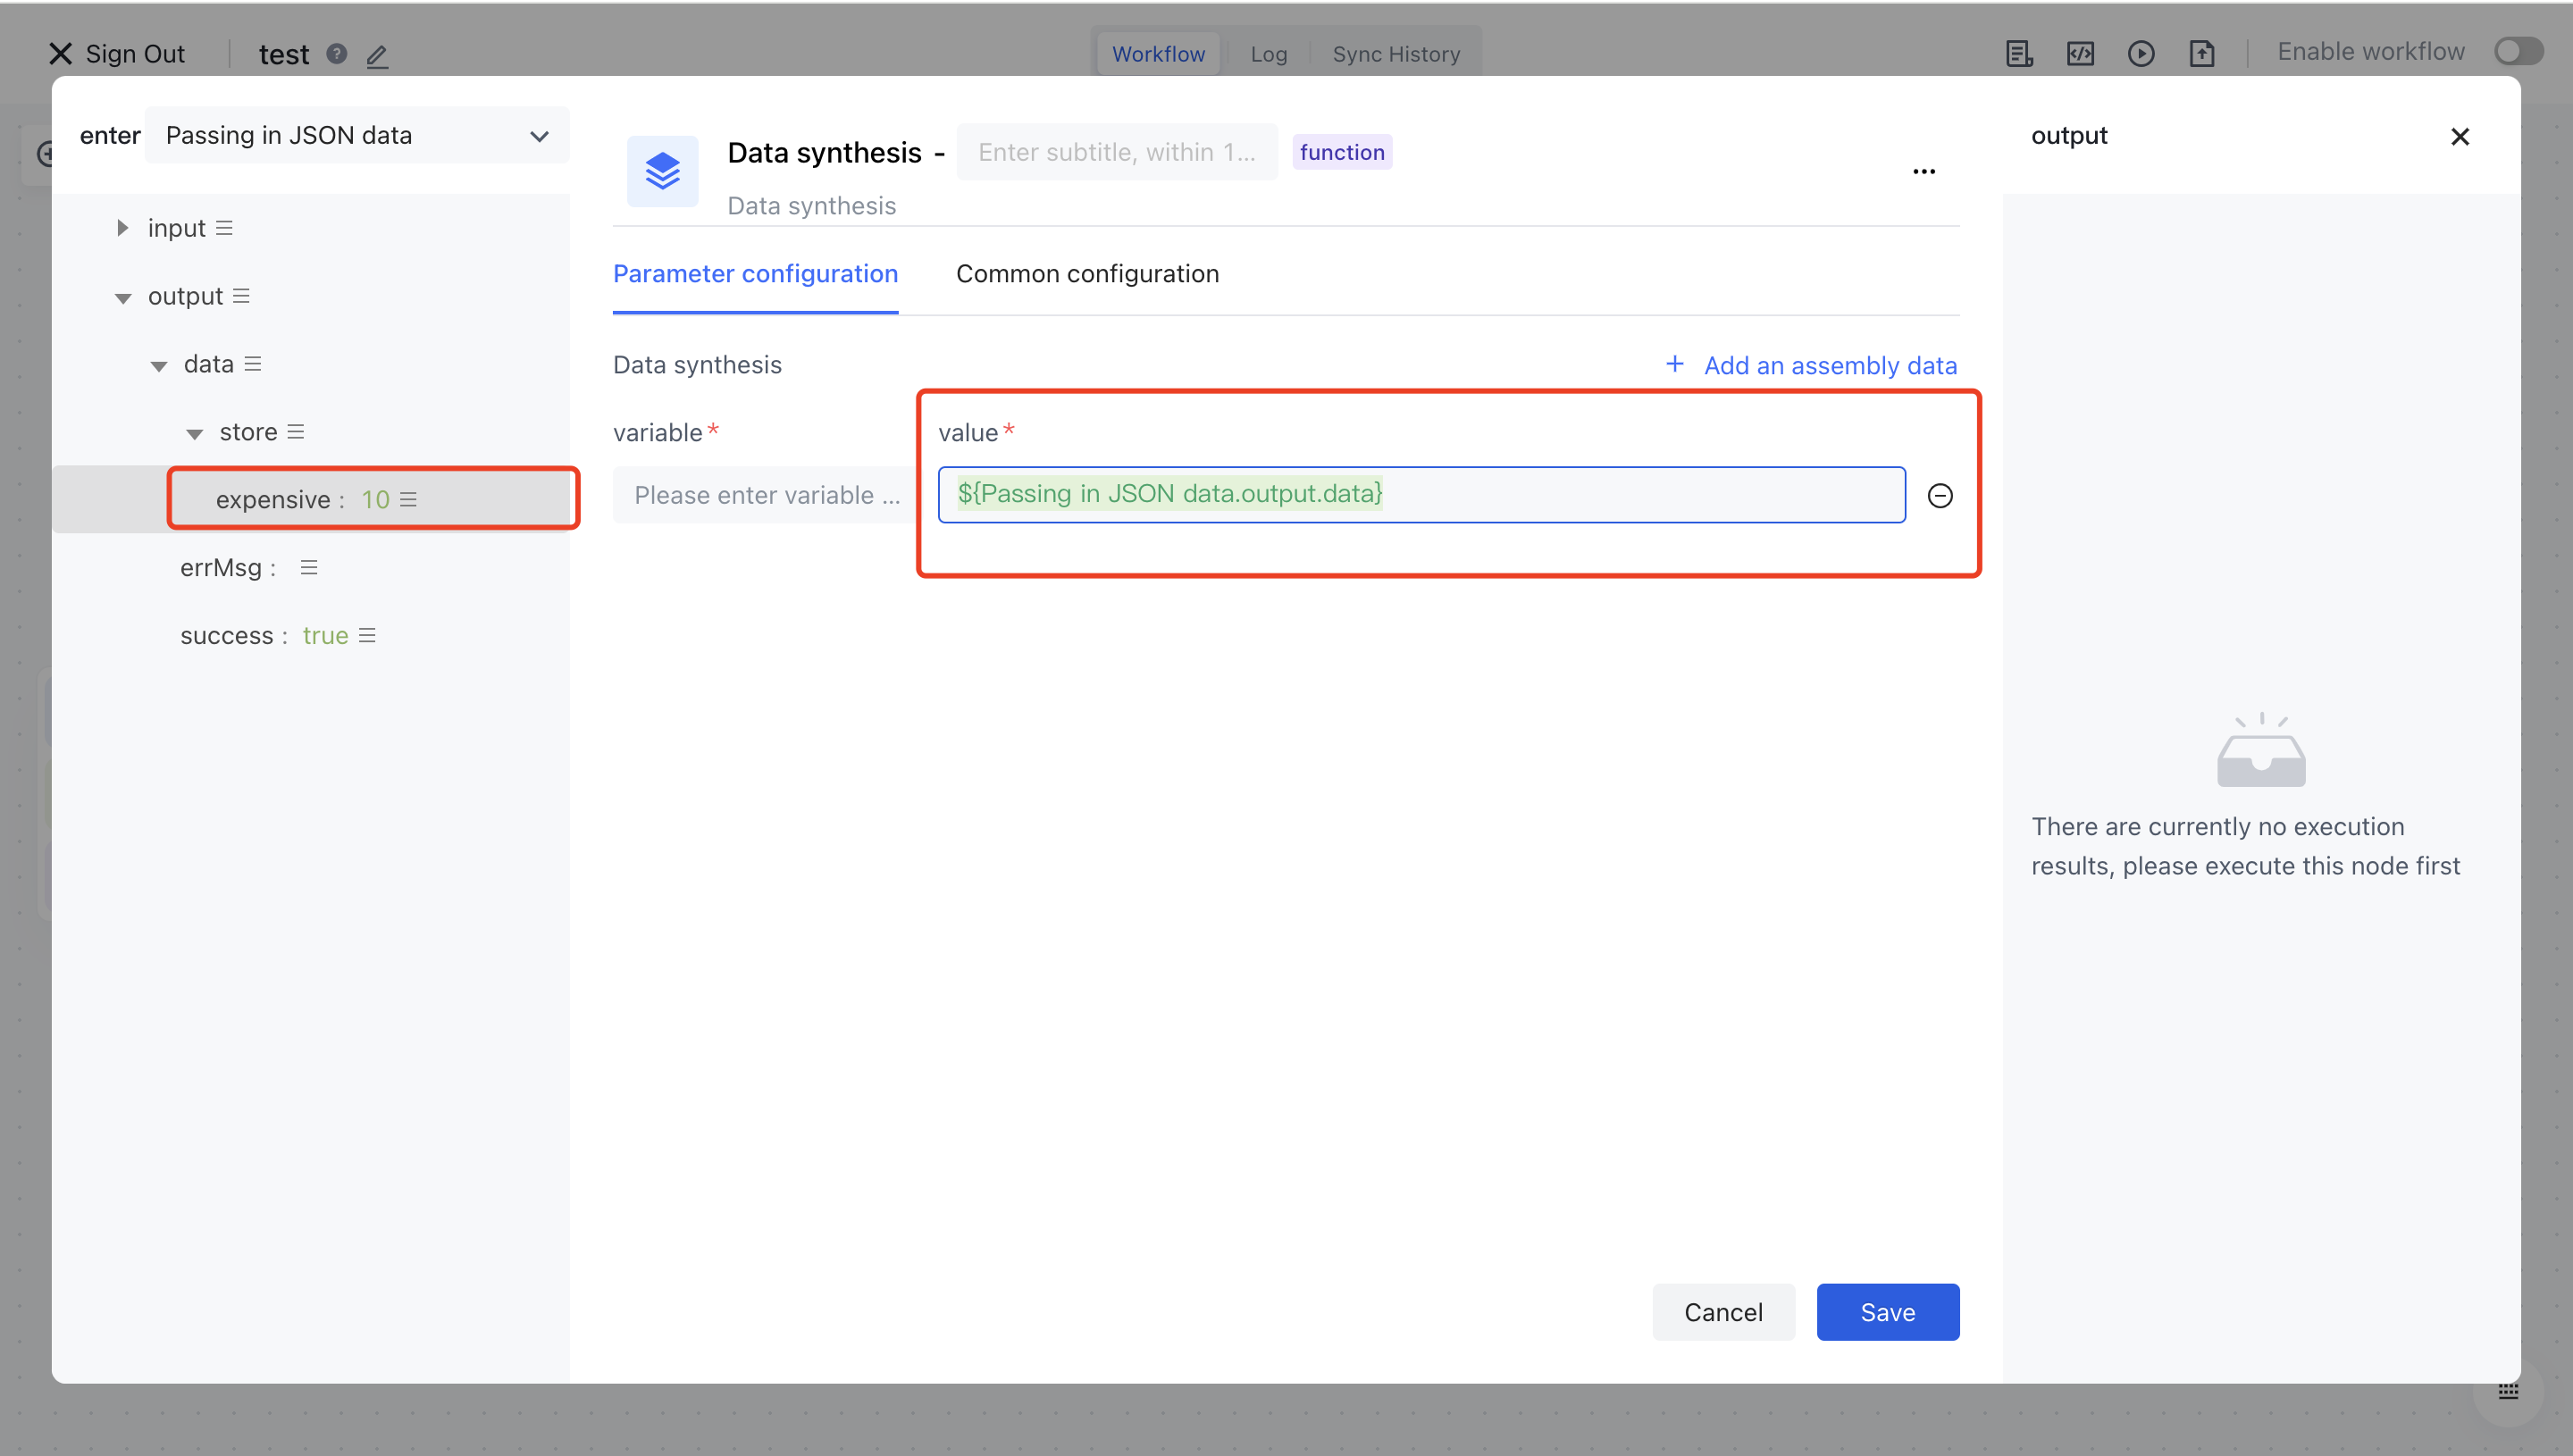 Sign Out
test
Workflow
Log
Sync History
Enable workflow
enter
Passing in JSON data
input
output
data
store
expensive : 10
errMsg :
success : true
Data synthesis -
Enter subtitle, within 1...
function
Data synthesis
Parameter configuration
Common configuration
Data synthesis
+ Add an assembly data
variable*
value*
Please enter variable ...
${Passing in JSON data.output.data}
Cancel
Save
output
There are currently no execution
results, please execute this node first